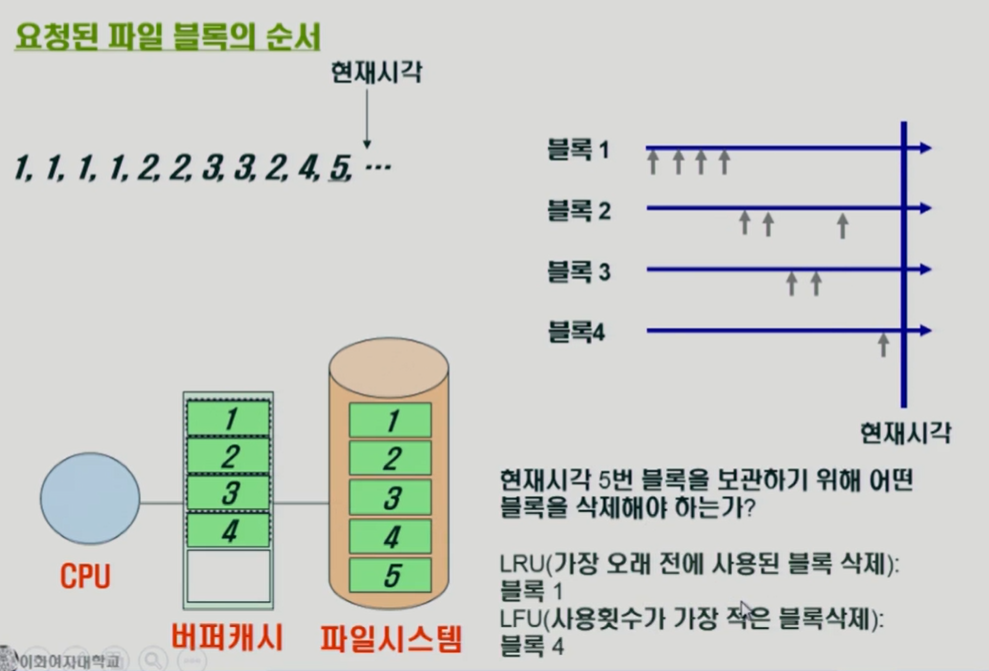 요청된 파일 블록의 순서
현재시각
1, 1, 1, 1, 2, 2, 3, 3, 2, 4, 5, ...
블록 1
블록 2
블록 3
블록4
현재시각
1
2
3
4
1
2
3
4
5
CPU
버퍼캐시
파일시스템
현재시각 5번 블록을 보관하기 위해 어떤
블록을 삭제해야 하는가?
LRU(가장 오래 전에 사용된 블록 삭제):
블록 1
LFU(사용횟수가 가장 적은 블록삭제):
블록 4
이화여자대학교